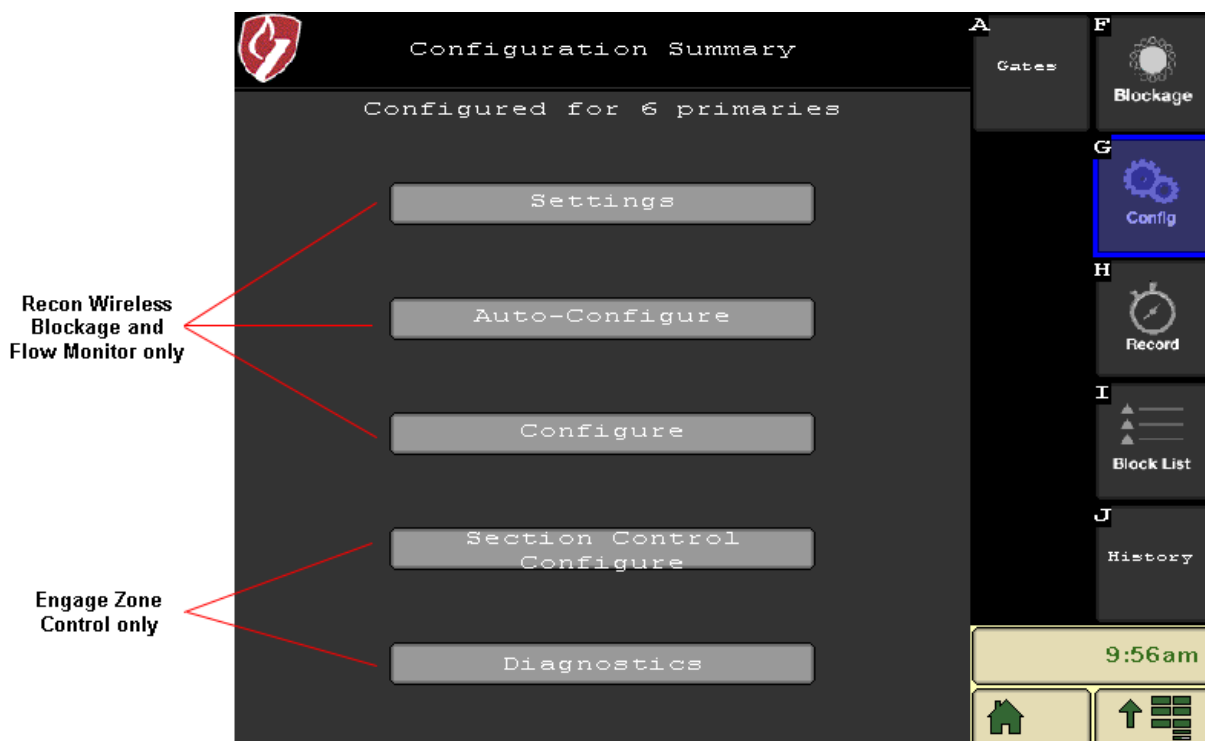 Configuration Summary
Configured for 6 primaries
Settings
Auto-Configure
Configure
Section Control
Configure
Diagnostics
Recon Wireless
Blockage and
Flow Monitor only
Engage Zone
Control only
A
Gates
F
Blockage
G
Config
H
Record
I
Block List
J
History
9:56am